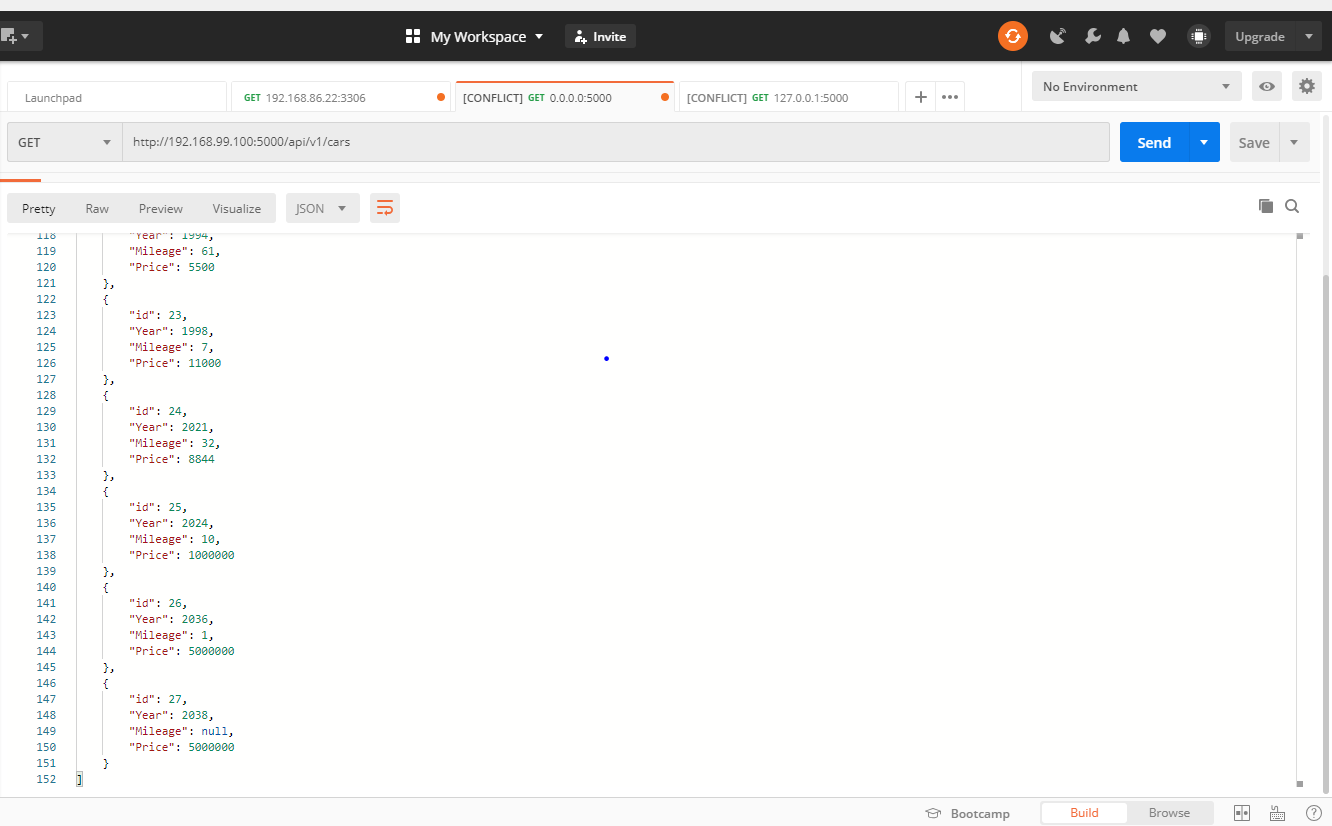 My Workspace
Invite
Upgrade
Launchpad
GET 192.168.86.22:3306
[CONFLICT] GET 0.0.0.0:5000
[CONFLICT] GET 127.0.0.1:5000
No Environment
GET
http://192.168.99.100:5000/api/v1/cars
Send
Save
Pretty
Raw
Preview
Visualize
JSON
118 "Year": 1994,
119 "Mileage": 61,
120 "Price": 5500
121 },
122 {
123 "id": 23,
124 "Year": 1998,
125 "Mileage": 7,
126 "Price": 11000
127 },
128 {
129 "id": 24,
130 "Year": 2021,
131 "Mileage": 32,
132 "Price": 8844
133 },
134 {
135 "id": 25,
136 "Year": 2024,
137 "Mileage": 10,
138 "Price": 1000000
139 },
140 {
141 "id": 26,
142 "Year": 2036,
143 "Mileage": 1,
144 "Price": 5000000
145 },
146 {
147 "id": 27,
148 "Year": 2038,
149 "Mileage": null,
150 "Price": 5000000
151 }
152 ]
Bootcamp
Build
Browse